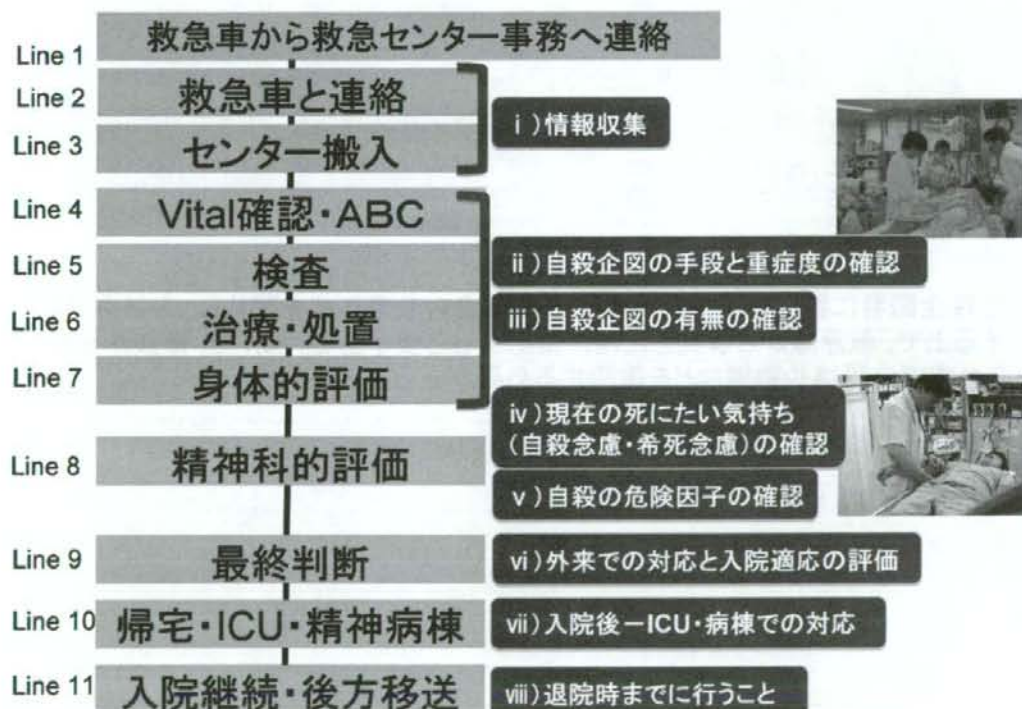 Line 1 救急車から救急センター事務へ連絡
Line 2 救急車と連絡
i)情報収集
Line 3 センター搬入
Line 4 Vital確認・ABC
Line 5 検査
ii)自殺企図の手段と重症度の確認
Line 6 治療・処置
iii)自殺企図の有無の確認
Line 7 身体的評価
iv)現在の死にたい気持ち
(自殺念慮・希死念慮)の確認
Line 8 精神科的評価
v)自殺の危険因子の確認
Line 9 最終判断
vi)外来での対応と入院適応の評価
Line 10 帰宅・ICU・精神病棟
vii)入院後－ICU・病棟での対応
Line 11 入院継続・後方移送
viii)退院時までに行うこと